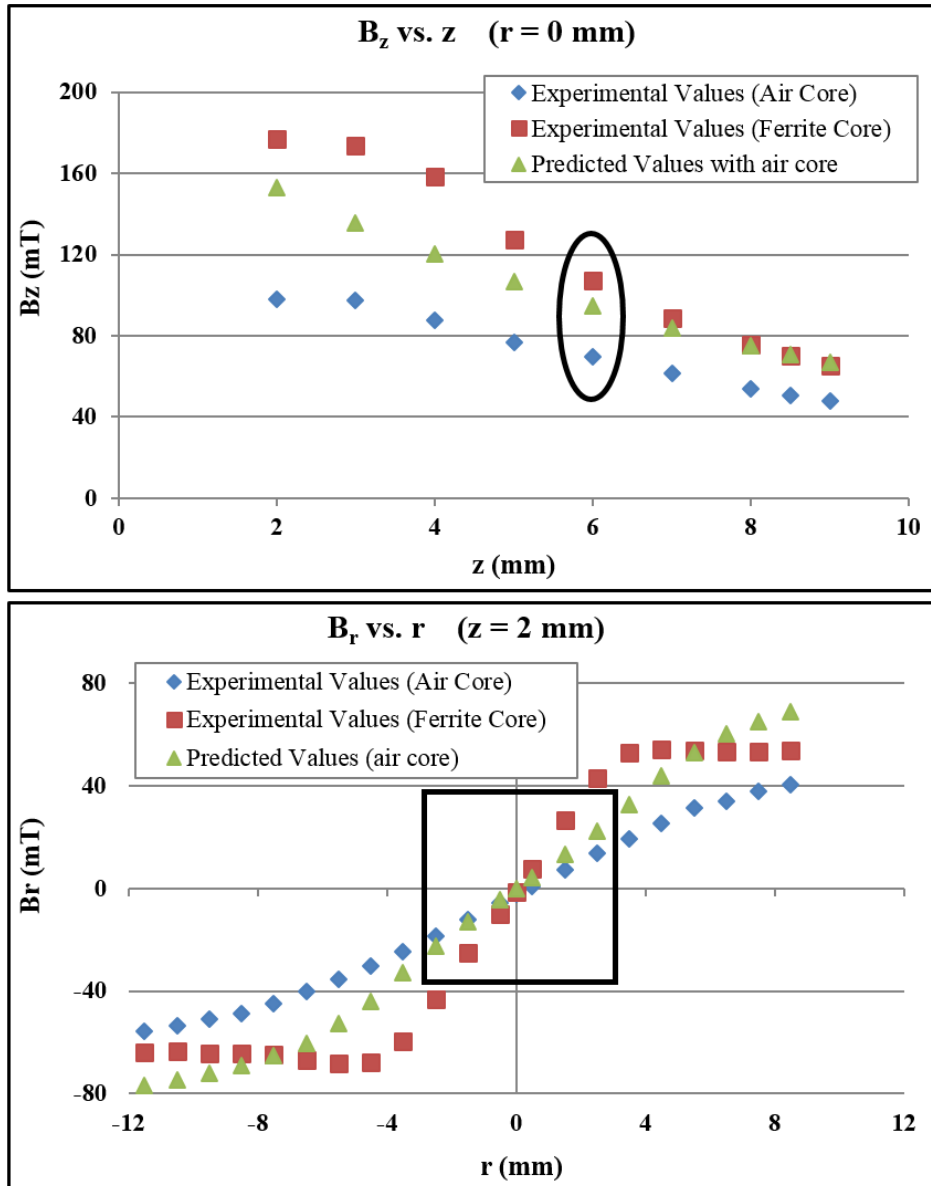 B_z vs. z (r = 0 mm)
Experimental Values (Air Core)
Experimental Values (Ferrite Core)
Predicted Values with air core
200
160
120
80
40
0
Bz (mT)
0 2 4 6 8 10
z (mm)
B_r vs. r (z = 2 mm)
Experimental Values (Air Core)
Experimental Values (Ferrite Core)
Predicted Values (air core)
80
40
0
-40
-80
Br (mT)
-12 -8 -4 0 4 8 12
r (mm)